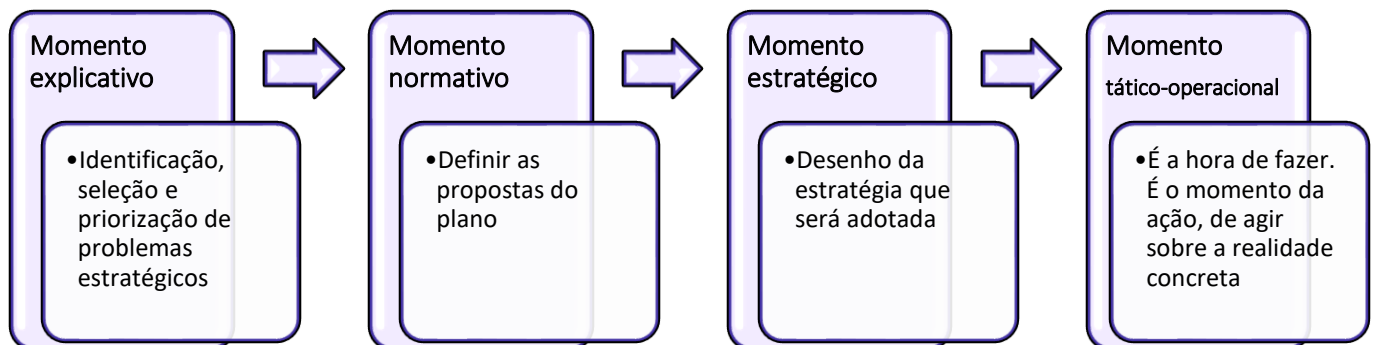 Momento
explicativo
•Identificação,
seleção e
priorização de
problemas
estratégicos
Momento
normativo
•Definir as
propostas do
plano
Momento
estratégico
•Desenho da
estratégia que
será adotada
Momento
tático-operacional
•É a hora de fazer.
É o momento da
ação, de agir
sobre a realidade
concreta